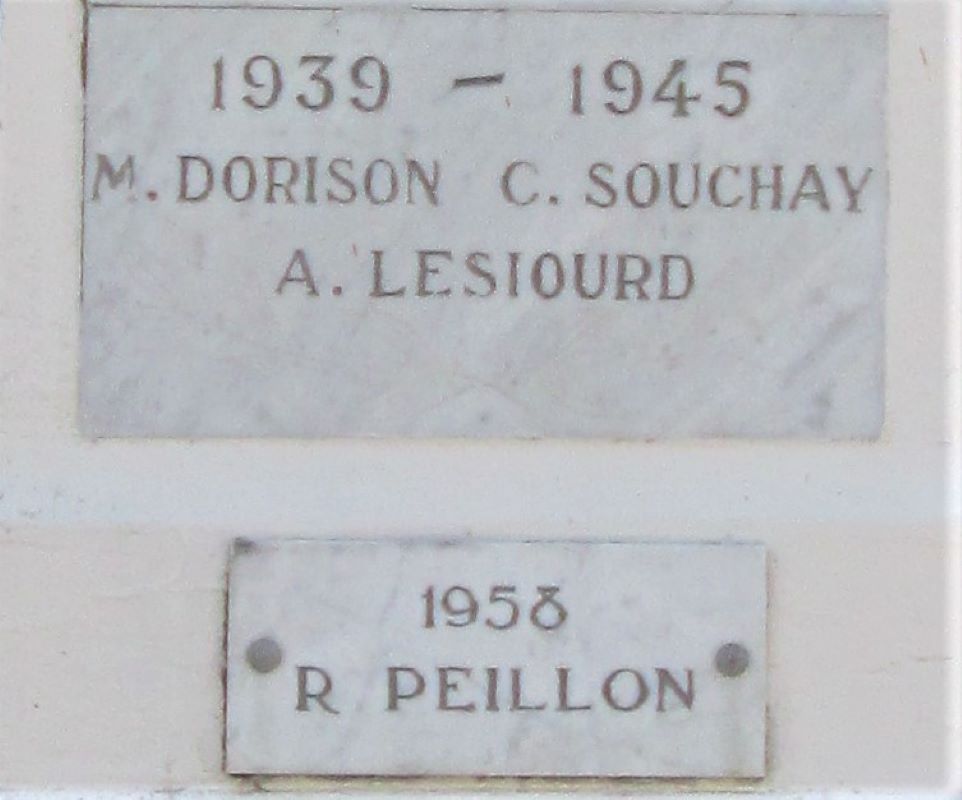 1939 - 1945
M. DORISON C. SOUCHAY
A. LESIOURD
1958
R PEILLON